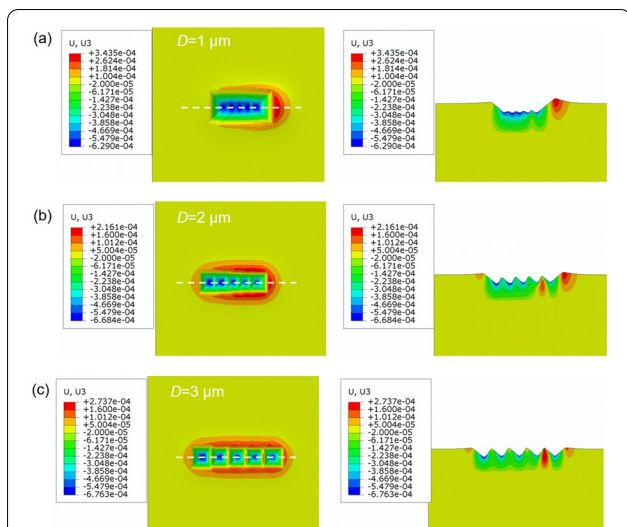 (a)
U, U3
+3.435e-04
+2.624e-04
+1.814e-04
+1.004e-04
-2.000e-05
-6.171e-05
-1.427e-04
-2.238e-04
-3.048e-04
-3.858e-04
-4.669e-04
-5.479e-04
-6.290e-04
D=1 μm
U, U3
+3.435e-04
+2.624e-04
+1.814e-04
+1.004e-04
-2.000e-05
-6.171e-05
-1.427e-04
-2.238e-04
-3.048e-04
-3.858e-04
-4.669e-04
-5.479e-04
-6.290e-04
(b)
U, U3
+2.161e-04
+1.600e-04
+1.012e-04
+5.004e-05
-2.000e-05
-6.171e-05
-1.427e-04
-2.238e-04
-3.048e-04
-3.858e-04
-4.669e-04
-5.479e-04
-6.684e-04
D=2 μm
U, U3
+2.161e-04
+1.600e-04
+1.012e-04
+5.004e-05
-2.000e-05
-6.171e-05
-1.427e-04
-2.238e-04
-3.048e-04
-3.858e-04
-4.669e-04
-5.479e-04
-6.684e-04
(c)
U, U3
+2.737e-04
+1.600e-04
+1.012e-04
+5.004e-05
-2.000e-05
-6.171e-05
-1.427e-04
-2.238e-04
-3.048e-04
-3.858e-04
-4.669e-04
-5.479e-04
-6.763e-04
D=3 μm
U, U3
+2.737e-04
+1.600e-04
+1.012e-04
+5.004e-05
-2.000e-05
-6.171e-05
-1.427e-04
-2.238e-04
-3.048e-04
-3.858e-04
-4.669e-04
-5.479e-04
-6.763e-04